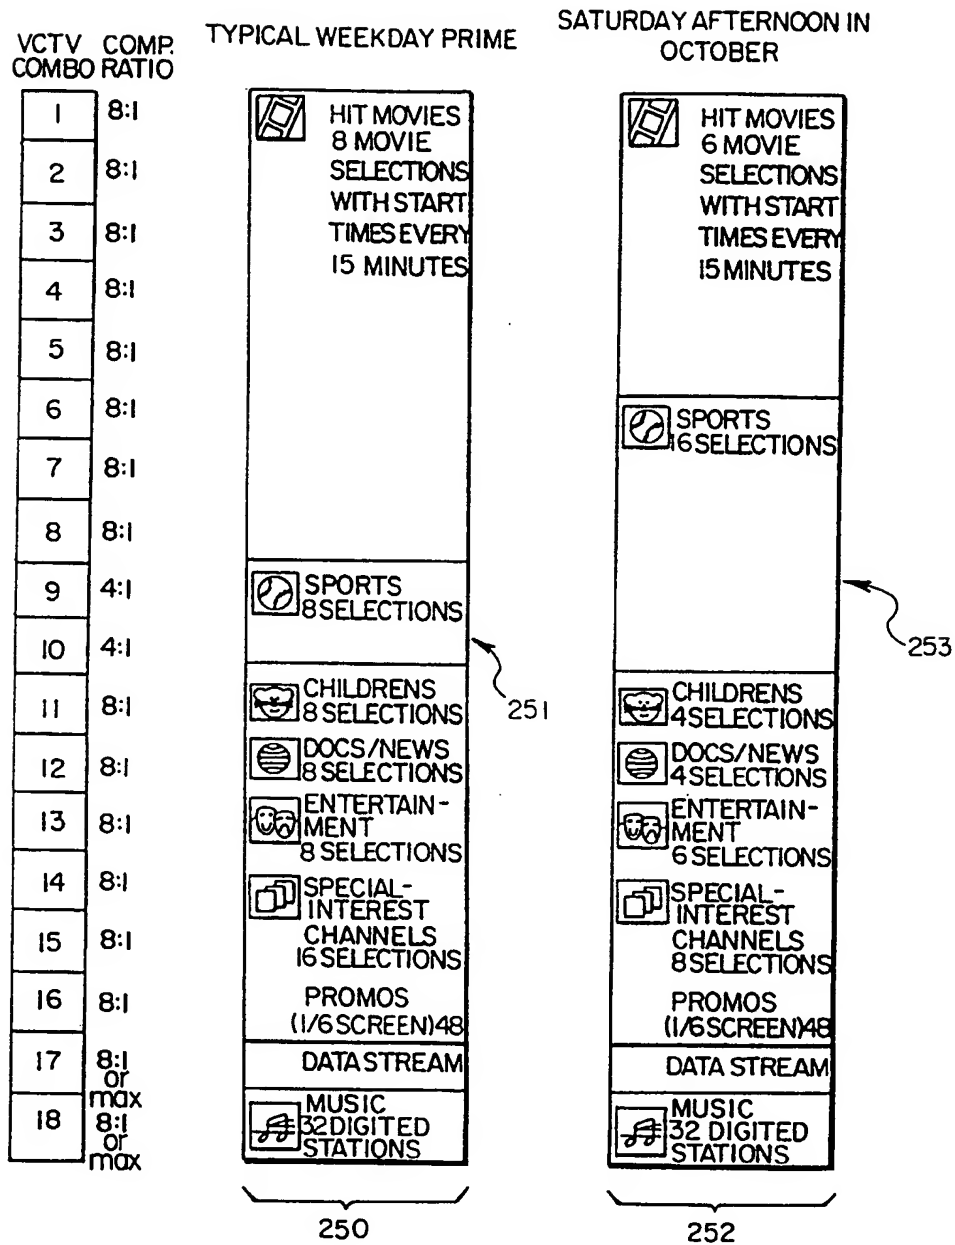 VCTV COMBO
COMP. RATIO
TYPICAL WEEKDAY PRIME
SATURDAY AFTERNOON IN
OCTOBER
1 8:1
2 8:1
3 8:1
4 8:1
5 8:1
6 8:1
7 8:1
8 8:1
9 4:1
10 4:1
11 8:1
12 8:1
13 8:1
14 8:1
15 8:1
16 8:1
17 8:1
or
max
18 8:1
or
max
HIT MOVIES
8 MOVIE
SELECTIONS
WITH START
TIMES EVERY
15 MINUTES
SPORTS
8 SELECTIONS
251
CHILDRENS
8 SELECTIONS
DOCS/NEWS
8 SELECTIONS
ENTERTAIN-
MENT
8 SELECTIONS
SPECIAL-
INTEREST
CHANNELS
16 SELECTIONS
PROMOS
(1/6 SCREEN) 48
DATA STREAM
MUSIC
32 DIGITED
STATIONS
250
HIT MOVIES
6 MOVIE
SELECTIONS
WITH START
TIMES EVERY
15 MINUTES
SPORTS
16 SELECTIONS
253
CHILDRENS
4 SELECTIONS
DOCS/NEWS
4 SELECTIONS
ENTERTAIN-
MENT
6 SELECTIONS
SPECIAL-
INTEREST
CHANNELS
8 SELECTIONS
PROMOS
(1/6 SCREEN) 48
DATA STREAM
MUSIC
32 DIGITED
STATIONS
252